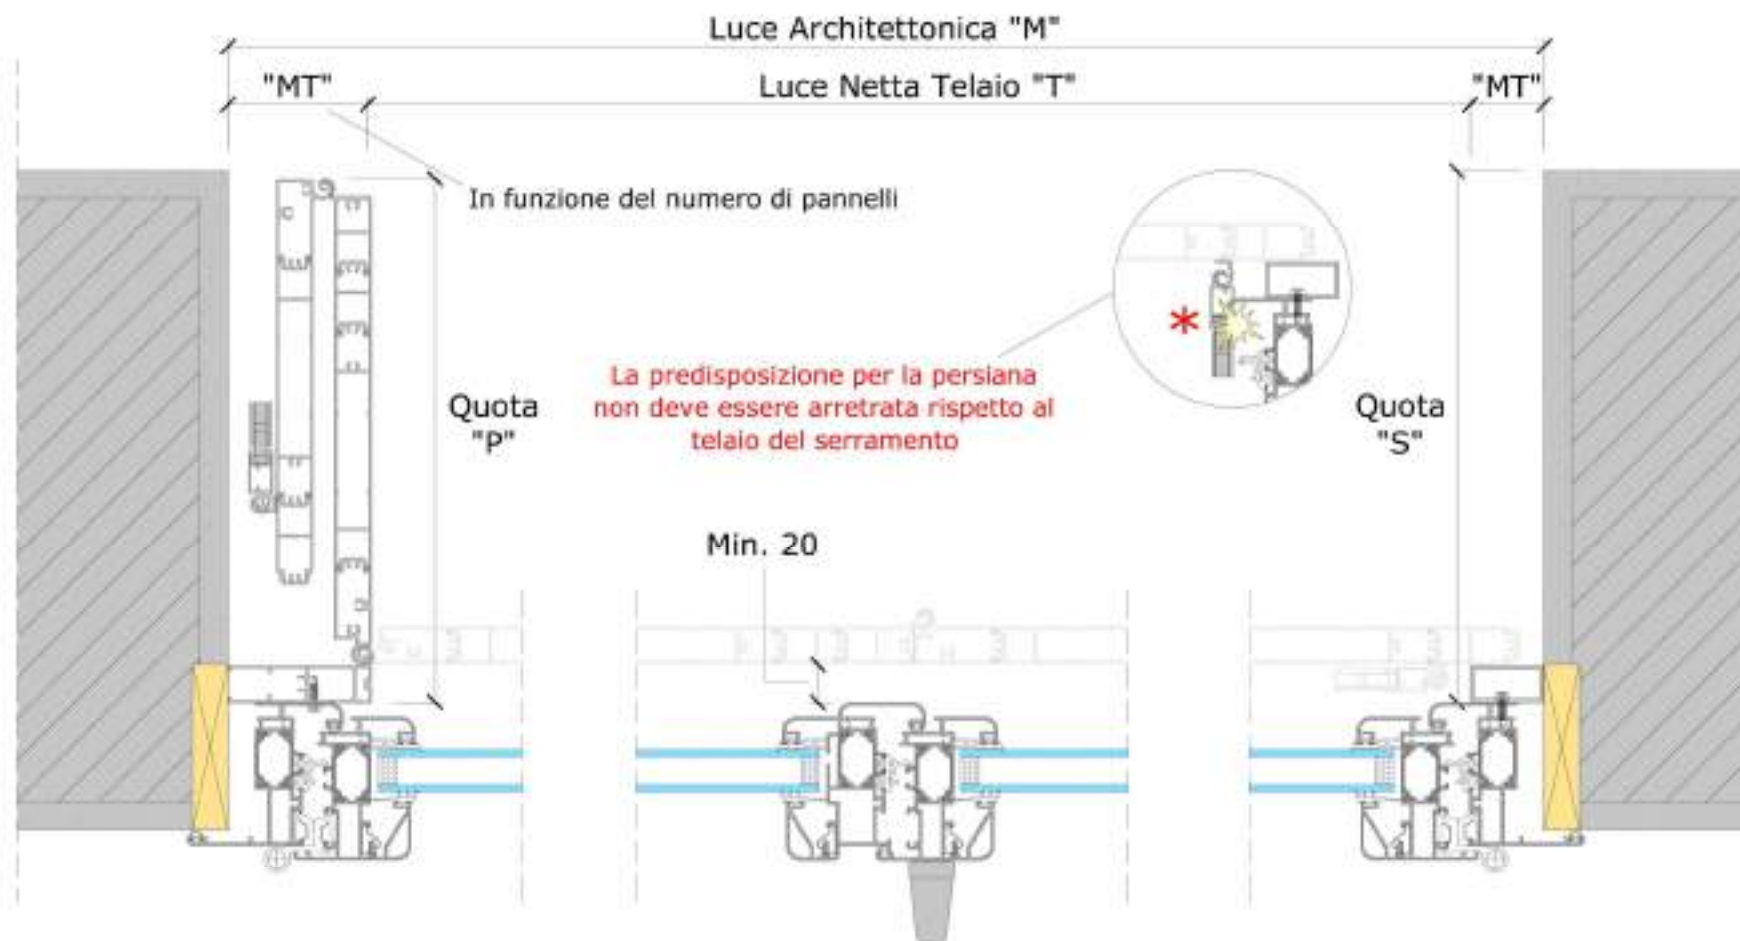 Luce Architettonica "M"
"MT"
Luce Netta Telaio "T"
"MT"
In funzione del numero di pannelli
*
La predisposizione per la persiana
non deve essere arretrata rispetto al
telaio del serramento
Quota
"P"
Quota
"S"
Min. 20